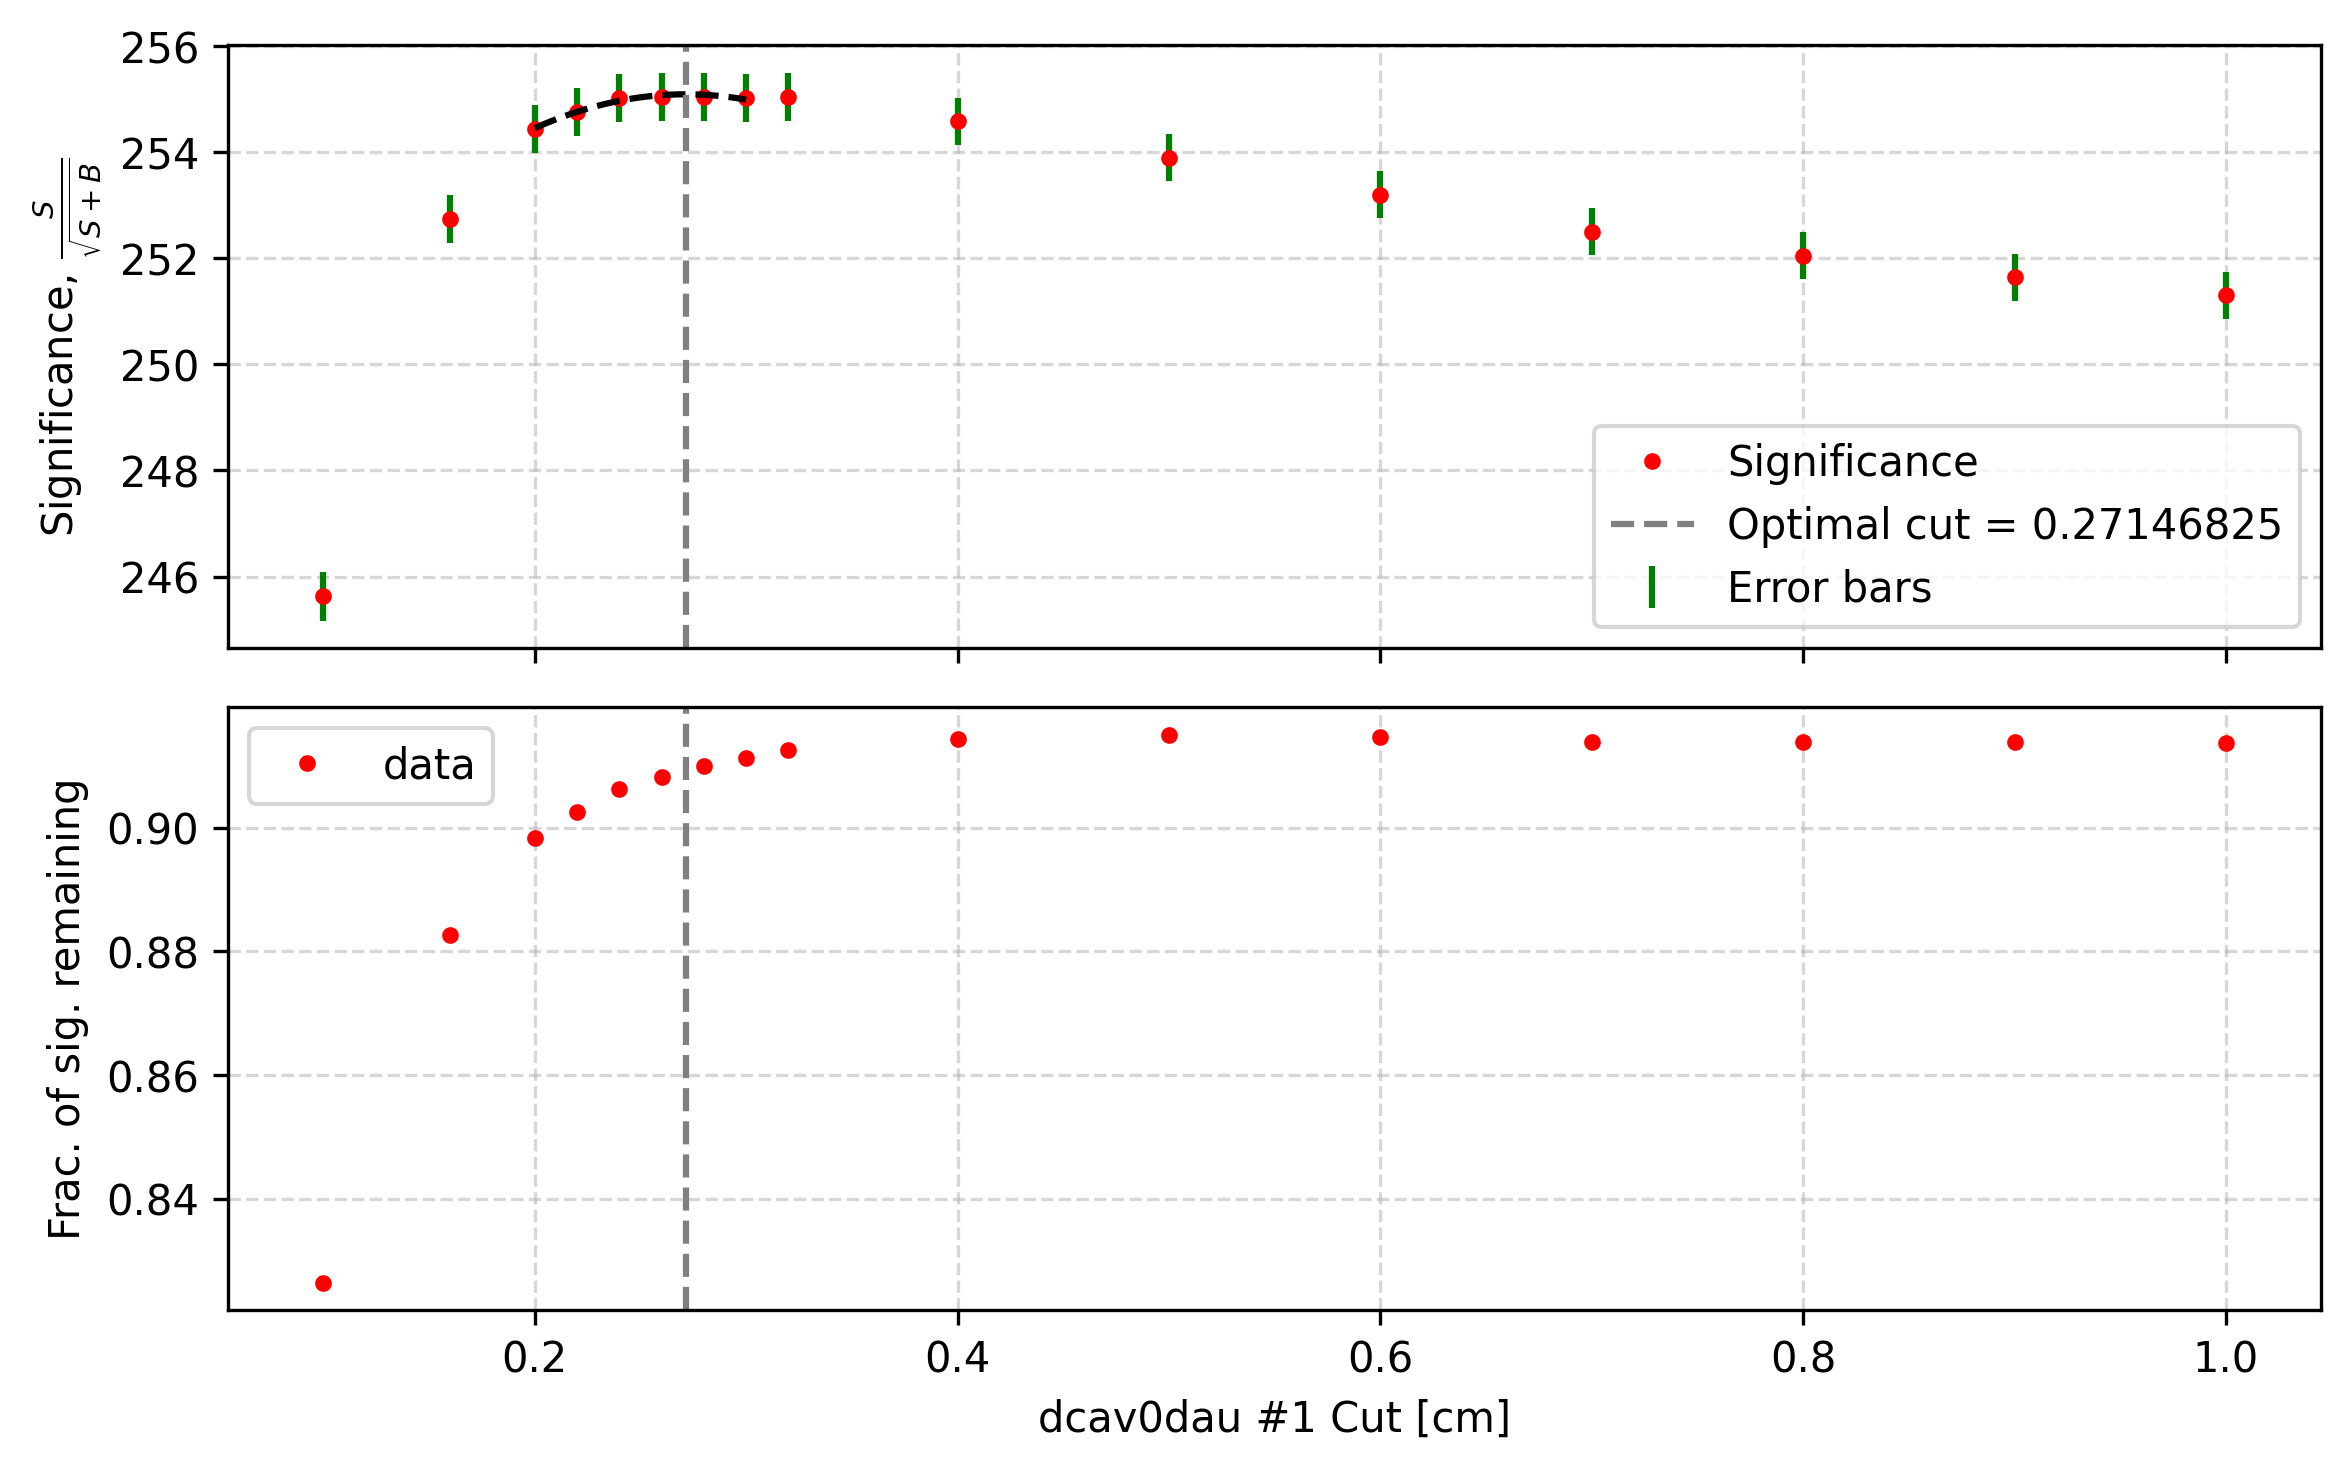 256
254
252
250
248
246
Significance, S/√S + B
Significance
Optimal cut = 0.27146825
Error bars
data
0.90
0.88
0.86
0.84
Frac. of sig. remaining
0.2 0.4 0.6 0.8 1.0
dcav0dau #1 Cut [cm]